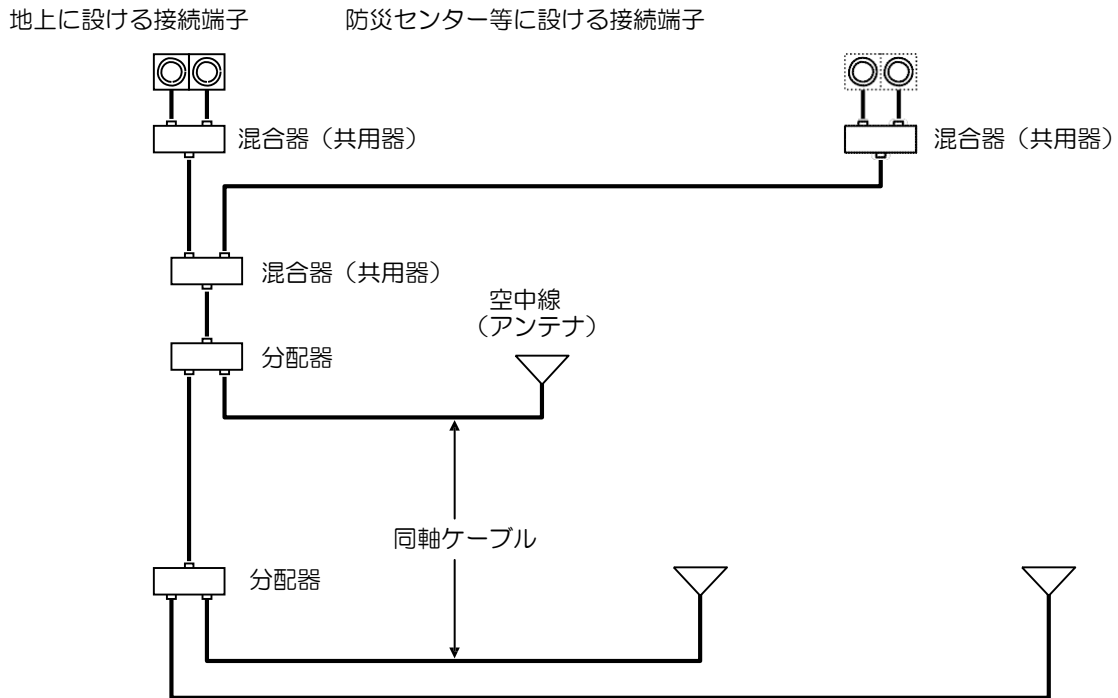 地上に設ける接続端子
防災センター等に設ける接続端子
混合器（共用器）
混合器（共用器）
混合器（共用器）
空中線
（アンテナ）
分配器
同軸ケーブル
分配器